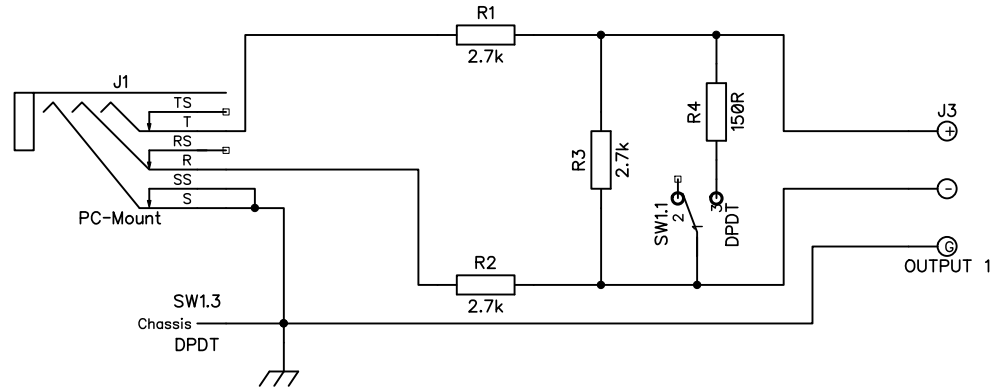 R1
2.7k
J1
TS
T
RS
R
SS
S
PC-Mount
R3
2.7k
R4
150R
SW1.1
2
3
1
DPDT
J3
+
-
G
OUTPUT 1
R2
2.7k
SW1.3
Chassis
DPDT